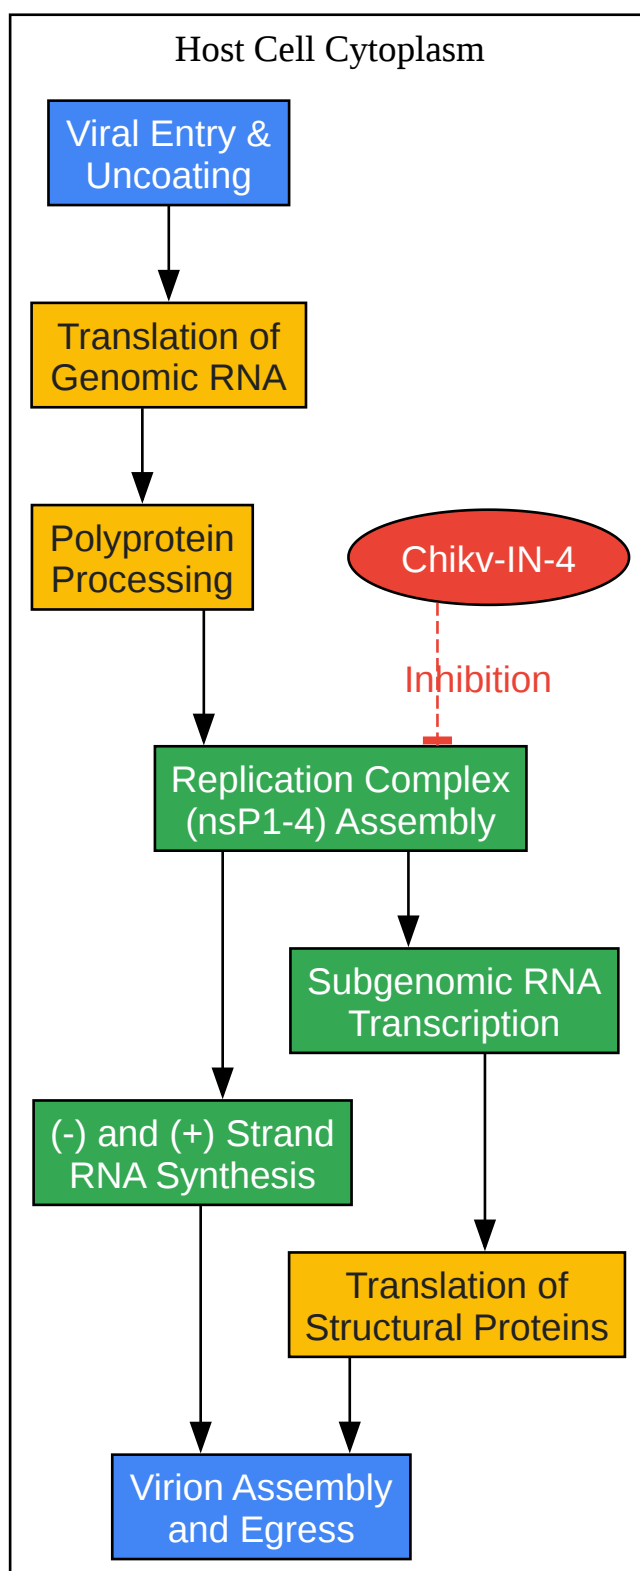 Host Cell Cytoplasm
Viral Entry &
Uncoating
Translation of
Genomic RNA
Polyprotein
Processing
Chikv-IN-4
Inhibition
Replication Complex
(nsP1-4) Assembly
Subgenomic RNA
Transcription
(-) and (+) Strand
RNA Synthesis
Translation of
Structural Proteins
Virion Assembly
and Egress